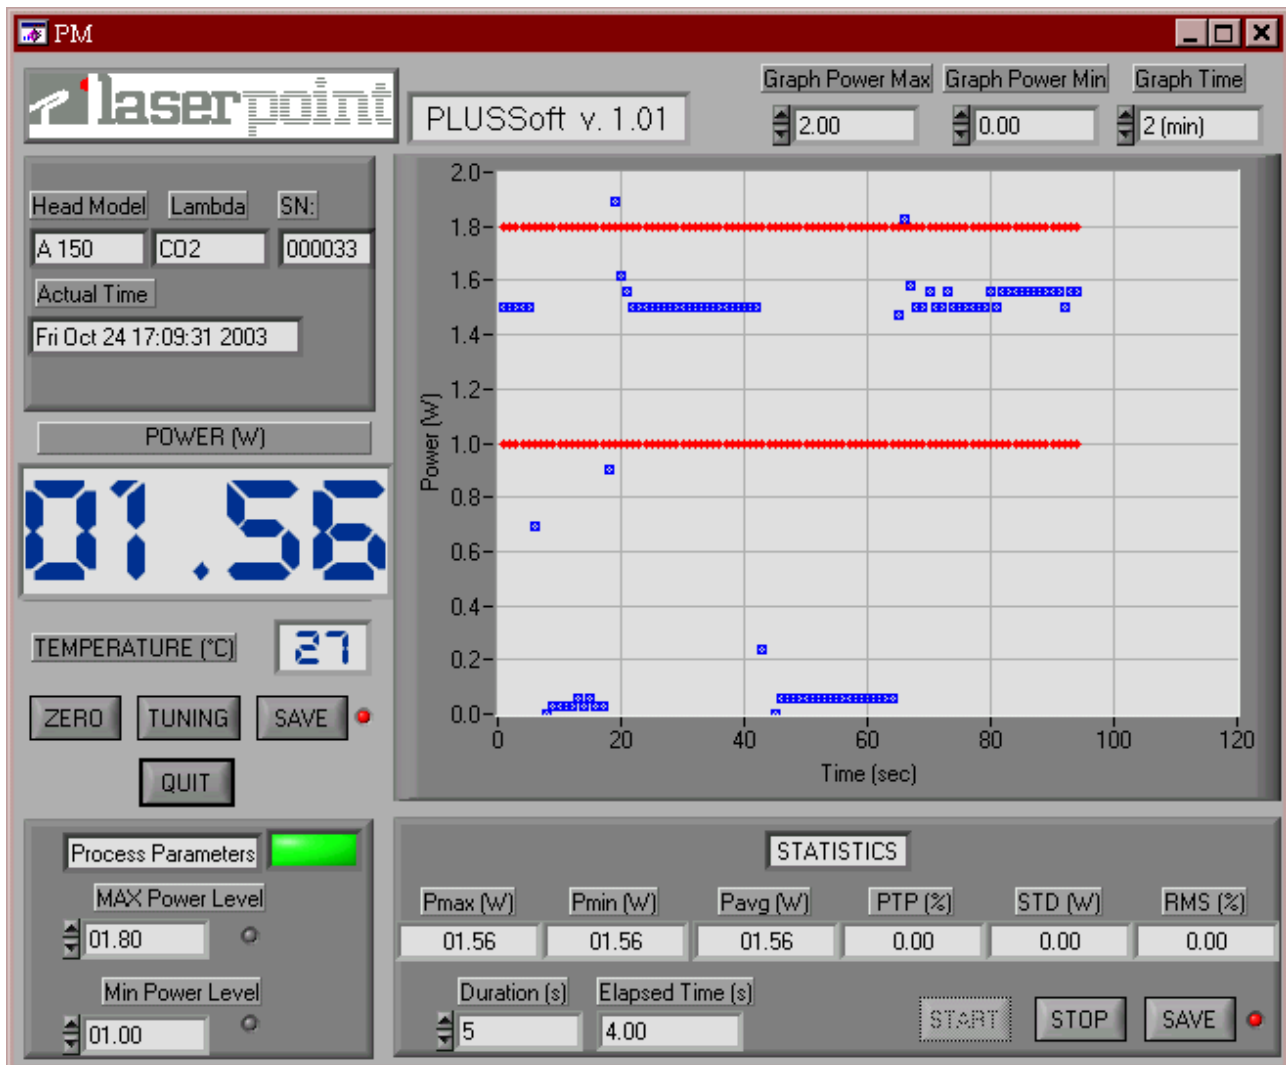 PM
laserpoint
PLUSSoft v. 1.01
Graph Power Max
2.00
Graph Power Min
0.00
Graph Time
2 (min)
Head Model
Lambda
SN:
A 150
CO2
000033
Actual Time
Fri Oct 24 17:09:31 2003
POWER (W)
01.56
TEMPERATURE (°C)
27
ZERO
TUNING
SAVE
QUIT
Power (W)
2.0
1.8
1.6
1.4
1.2
1.0
0.8
0.6
0.4
0.2
0.0
0
20
40
60
80
100
120
Time (sec)
Process Parameters
MAX Power Level
01.80
Min Power Level
01.00
STATISTICS
Pmax (W)
Pmin (W)
Pavg (W)
PTP (%)
STD (W)
RMS (%)
01.56
01.56
01.56
0.00
0.00
0.00
Duration (s)
5
Elapsed Time (s)
4.00
START
STOP
SAVE